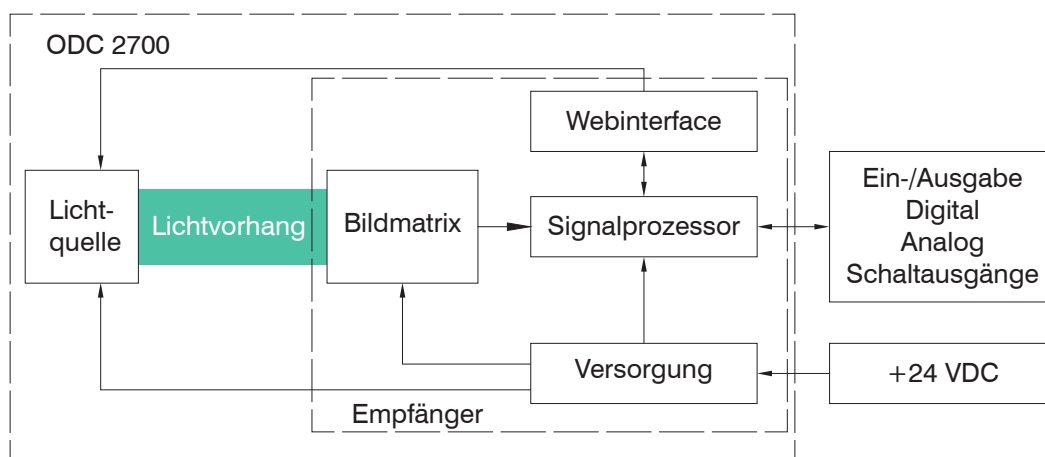 ODC 2700
Webinterface
Licht-
quelle
Lichtvorhang
Bildmatrix
Signalprozessor
Ein-/Ausgabe
Digital
Analog
Schaltausgänge
Versorgung
+24 VDC
Empfänger